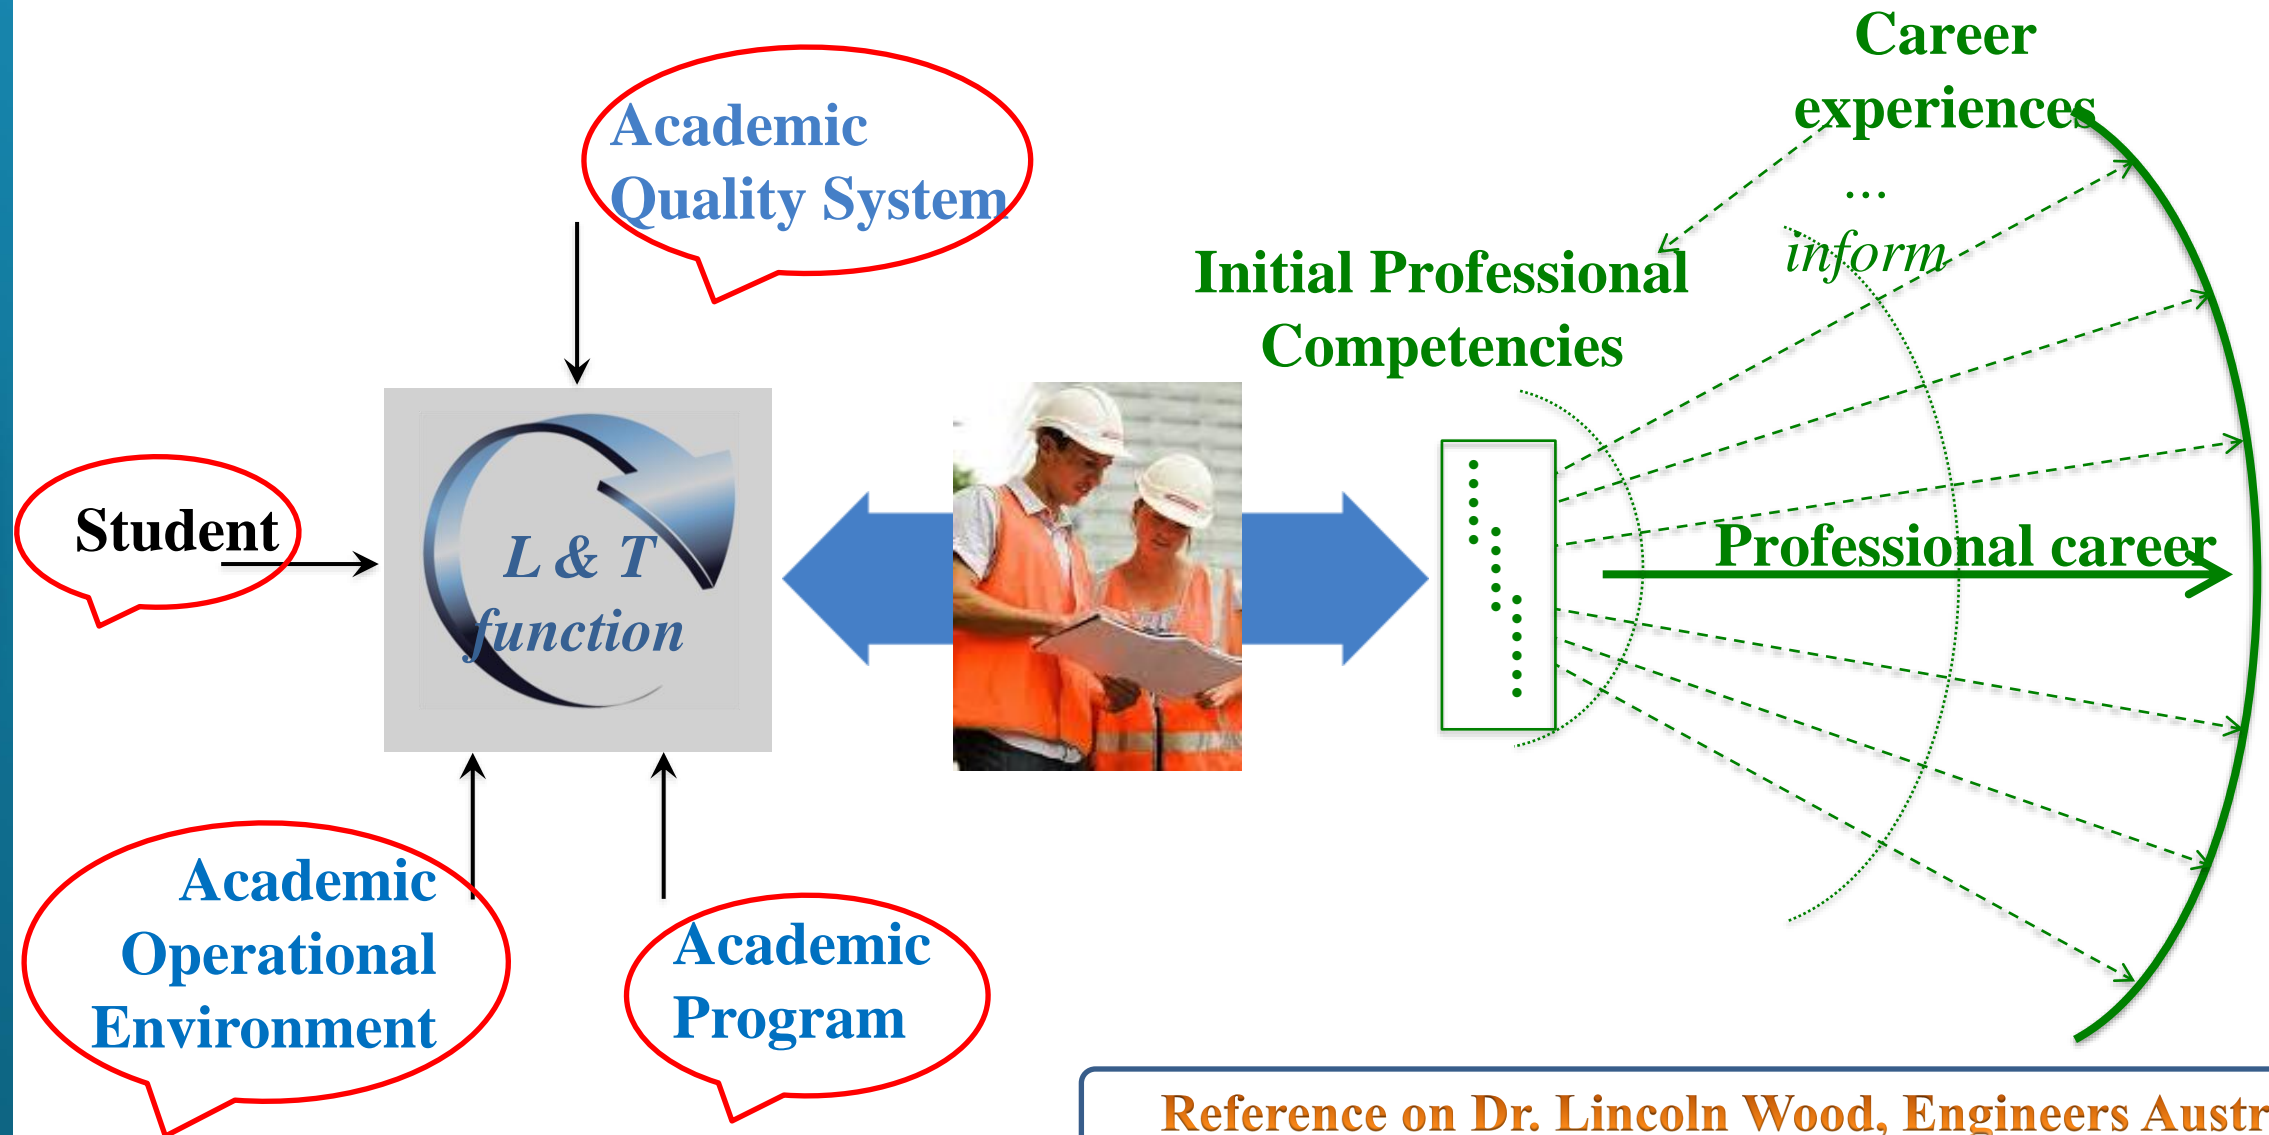 Academic
Quality System
Student
L & T
function
Academic
Operational
Environment
Academic
Program
Career
experiences
...
inform
Initial Professional
Competencies
Professional career
Reference on Dr. Lincoln Wood, Engineers Austr